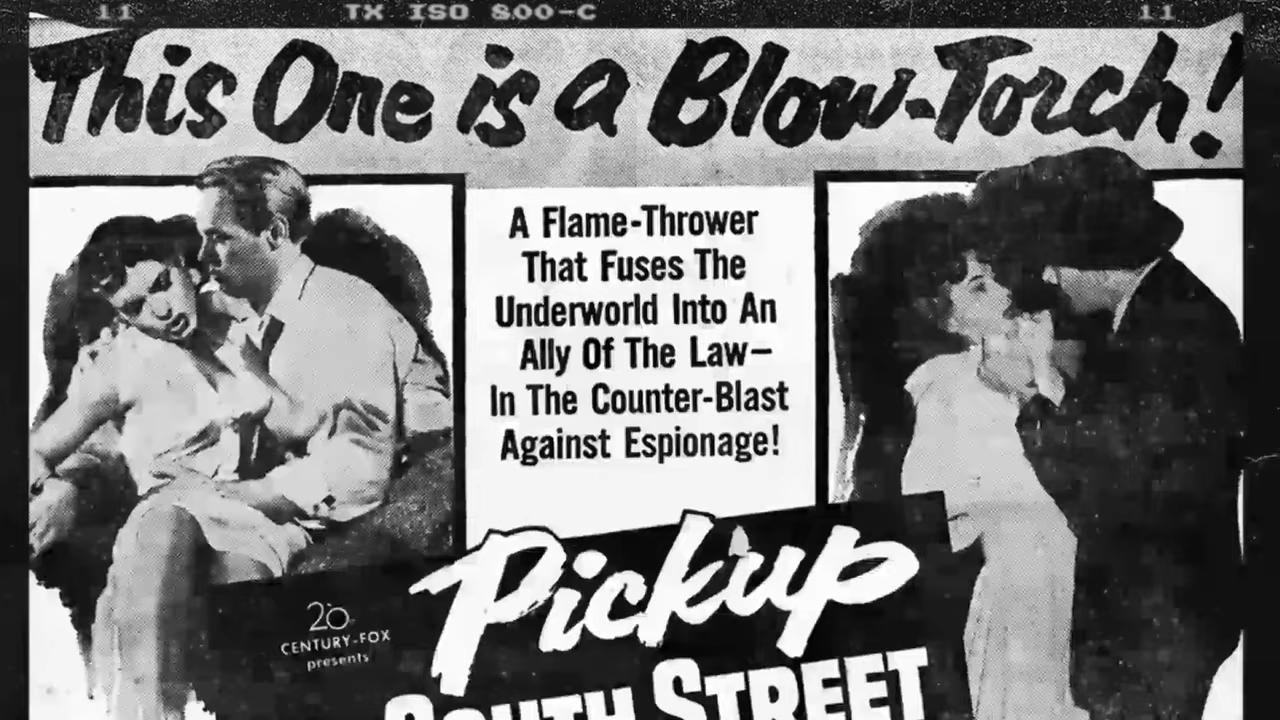 11 TX ISO 800-C 11
This One is a Blow-Torch!
A Flame-Thrower
That Fuses The
Underworld Into An
Ally Of The Law—
In The Counter-Blast
Against Espionage!
20
CENTURY-FOX
presents
Pickup
SOUTH STREET